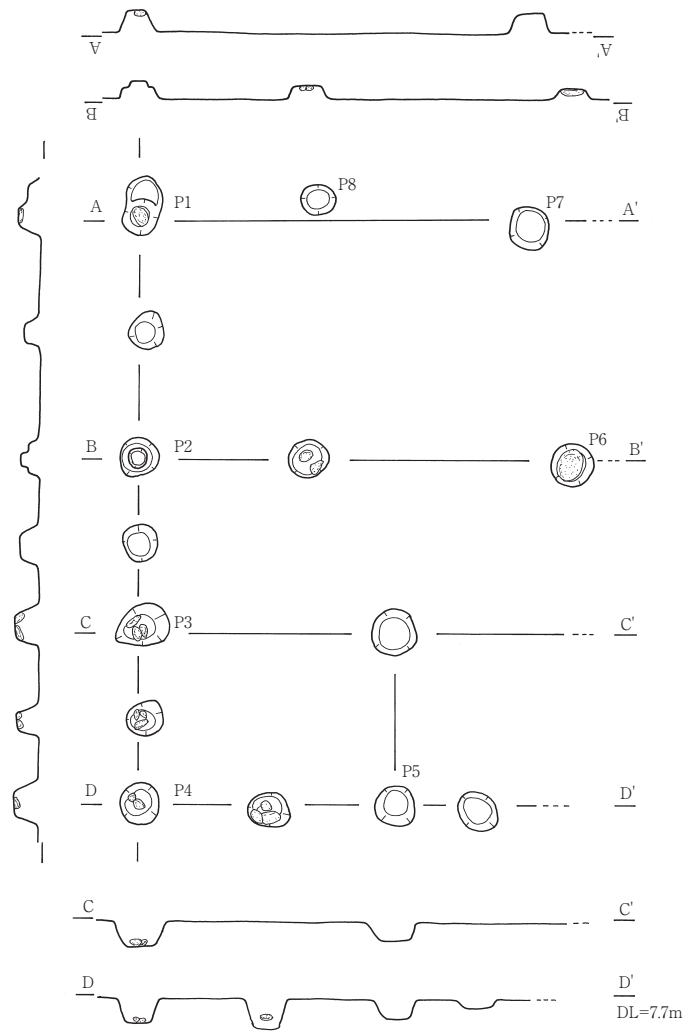 A A'
B B'
P1 P8 P7
A A'
B P2 P6 B'
C P3 C'
P5
D P4 D'
C C'
D D'
DL=7.7m